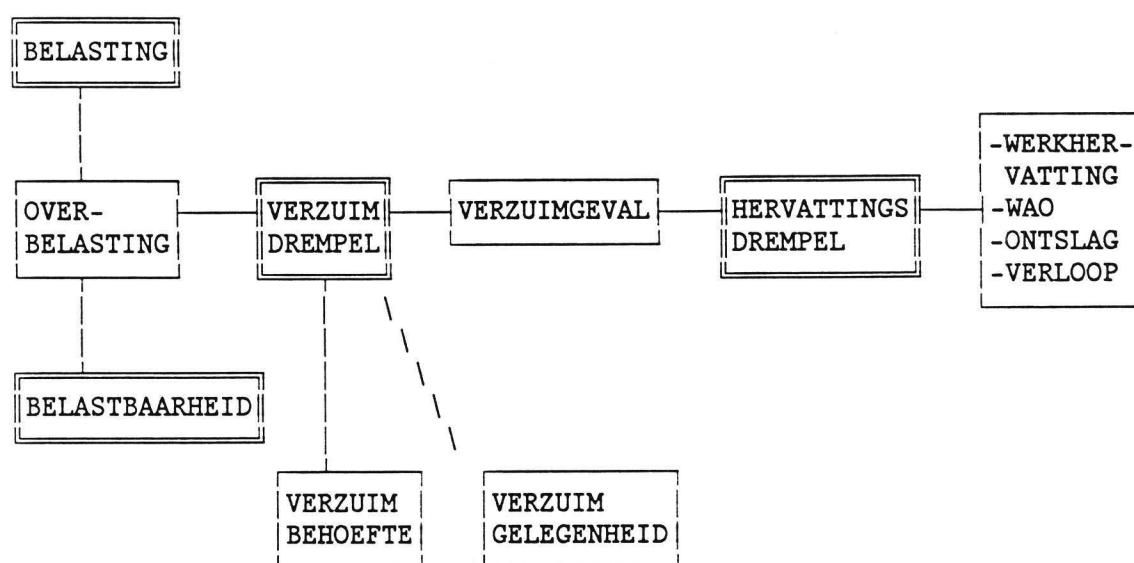 BELASTING
OVER-
BELASTING
VERZUIM
DREMPEL
VERZUIMGEVAL
HERVATTINGS
DREMPEL
-WERKHER-
VATTING
-WAO
-ONTSLAG
-VERLOOP
BELASTBAARHEID
VERZUIM
BEHOEFTE
VERZUIM
GELEGENHEID